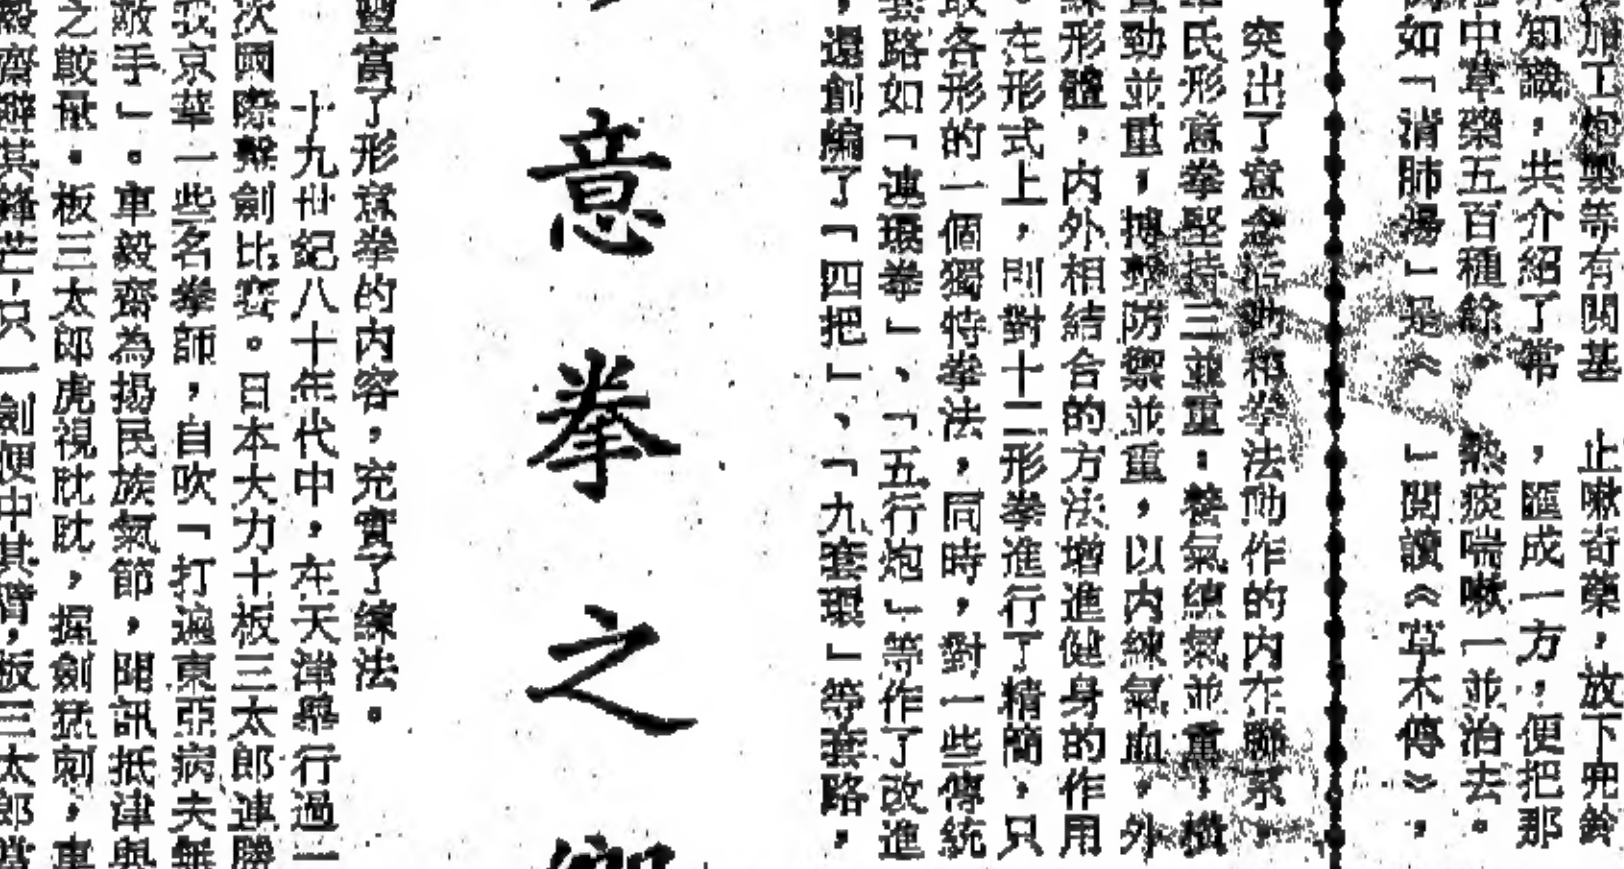 止嗽奇藥，放下兜鈴
加工炮製等有關基
，匯成一方，便把那
知識，共介紹了常
熱痰喘嗽一並治去。
中草藥五百種餘。
」閱讀《草木傳》，
如「清肺湯」是《
突出了意念活動和拳法動作的内在聯系，
氏形意拳堅持三並重：養氣練氣並重，橫
勁並重，搏擊防禦並重，以内練氣血，外
形體，内外相結合的方法增進健身的作用
。在形式上，則對十二形拳進行了精簡，只
各形的一個獨特拳法，同時，對一些傳統
套路如「連環拳」、「五行炮」等作了改進
，還創編了「四把」、「九套環」等套路，
意拳之鄉
豐富了形意拳的内容，充實了練法。
十九世紀八十年代中，在天津舉行過一
次國際擊劍比賽。日本大力士板三太郎連勝
我京華一些名拳師，自吹「打遍東亞病夫無
敵手」。車毅齋為揚民族氣節，聞訊抵津與
之較量。板三太郎虎視眈眈，握劍猛刺，車
毅齋避其鋒芒，只一劍便中其臂，板三太郎當